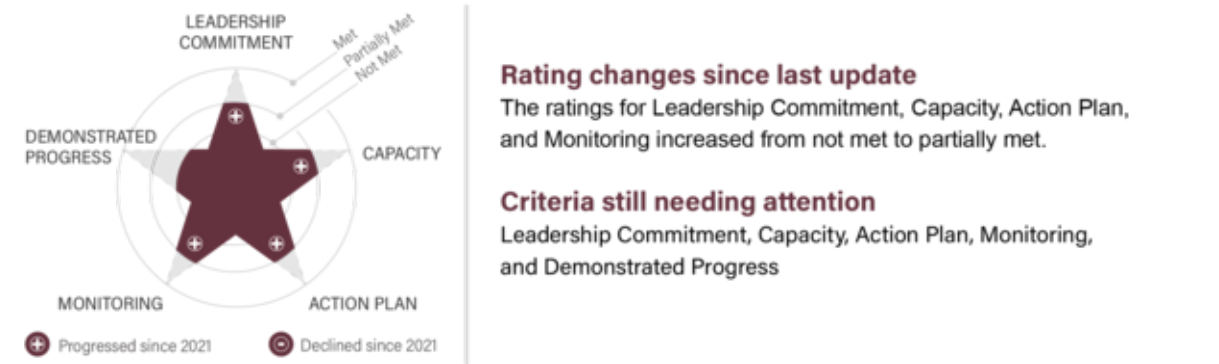 LEADERSHIP
COMMITMENT
Met
Partially Met
Not Met
DEMONSTRATED
PROGRESS
CAPACITY
MONITORING
ACTION PLAN
Progressed since 2021
Declined since 2021
Rating changes since last update
The ratings for Leadership Commitment, Capacity, Action Plan,
and Monitoring increased from not met to partially met.
Criteria still needing attention
Leadership Commitment, Capacity, Action Plan, Monitoring,
and Demonstrated Progress